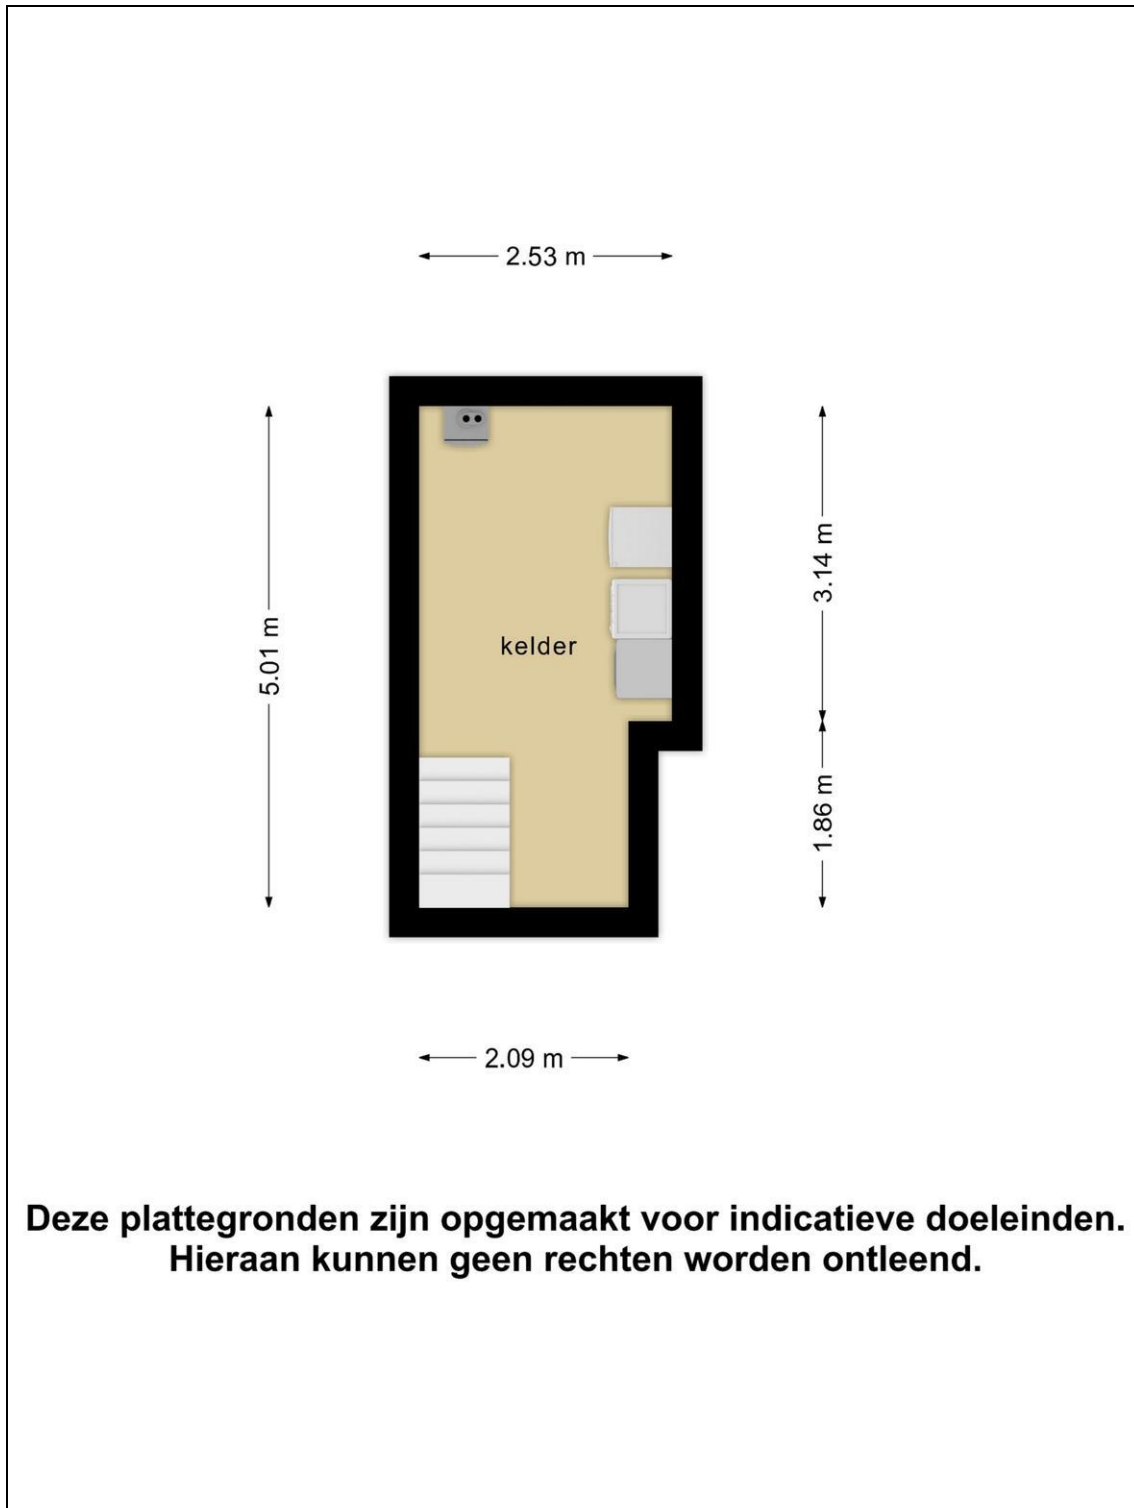 2.53 m
5.01 m
3.14 m
kelder
1.86 m
2.09 m
Deze plattegronden zijn opgemaakt voor indicatieve doeleinden.
Hieraan kunnen geen rechten worden ontleend.